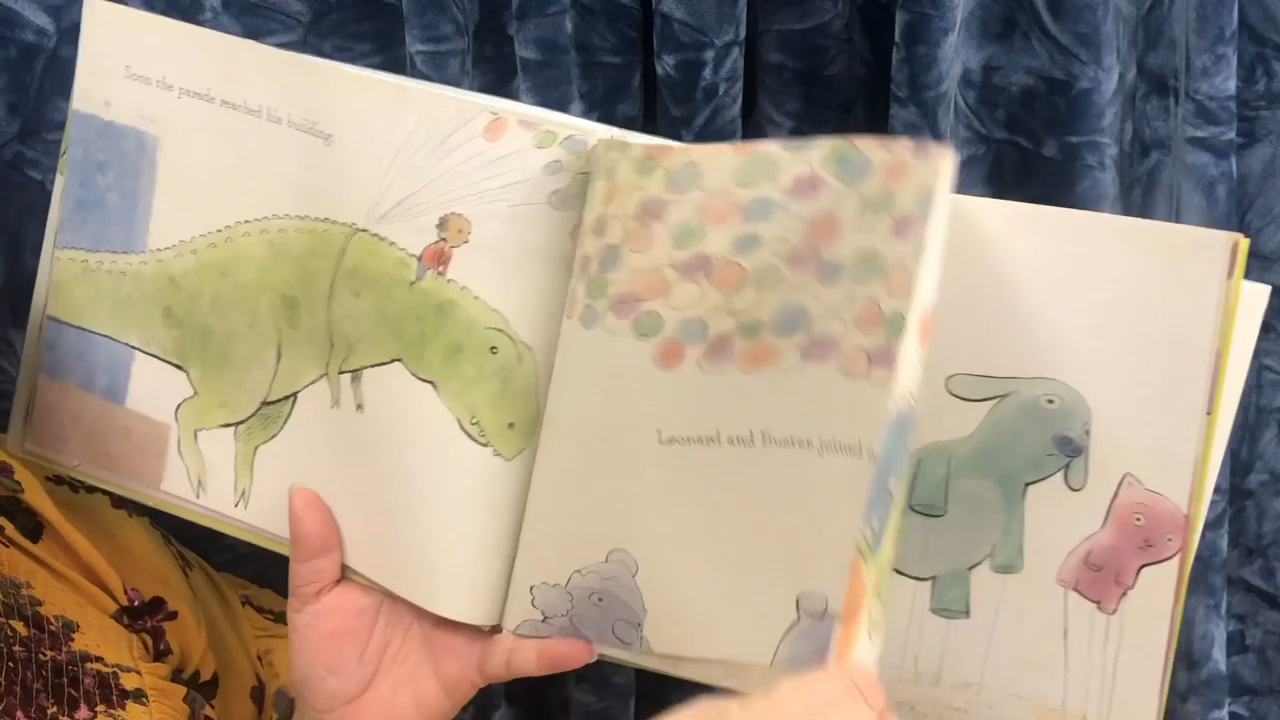 Soon the parade reached his building.
Leonard and Buster joined